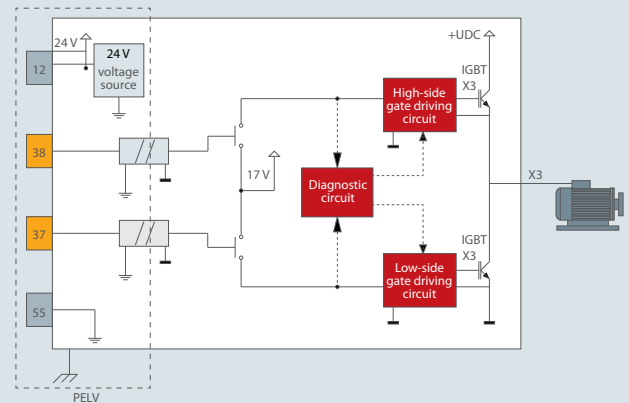 24 V
12
24 V
voltage
source
38
37
55
PELV
17 V
Diagnostic
circuit
High-side
gate driving
circuit
Low-side
gate driving
circuit
+UDC
IGBT
X3
X3
IGBT
X3